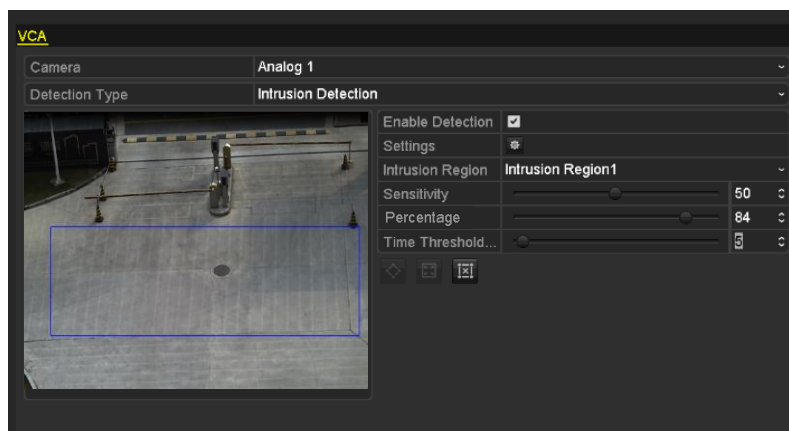 VCA
Camera Analog 1
Detection Type Intrusion Detection
Enable Detection
Settings
Intrusion Region Intrusion Region1
Sensitivity 50
Percentage 84
Time Threshold... 5